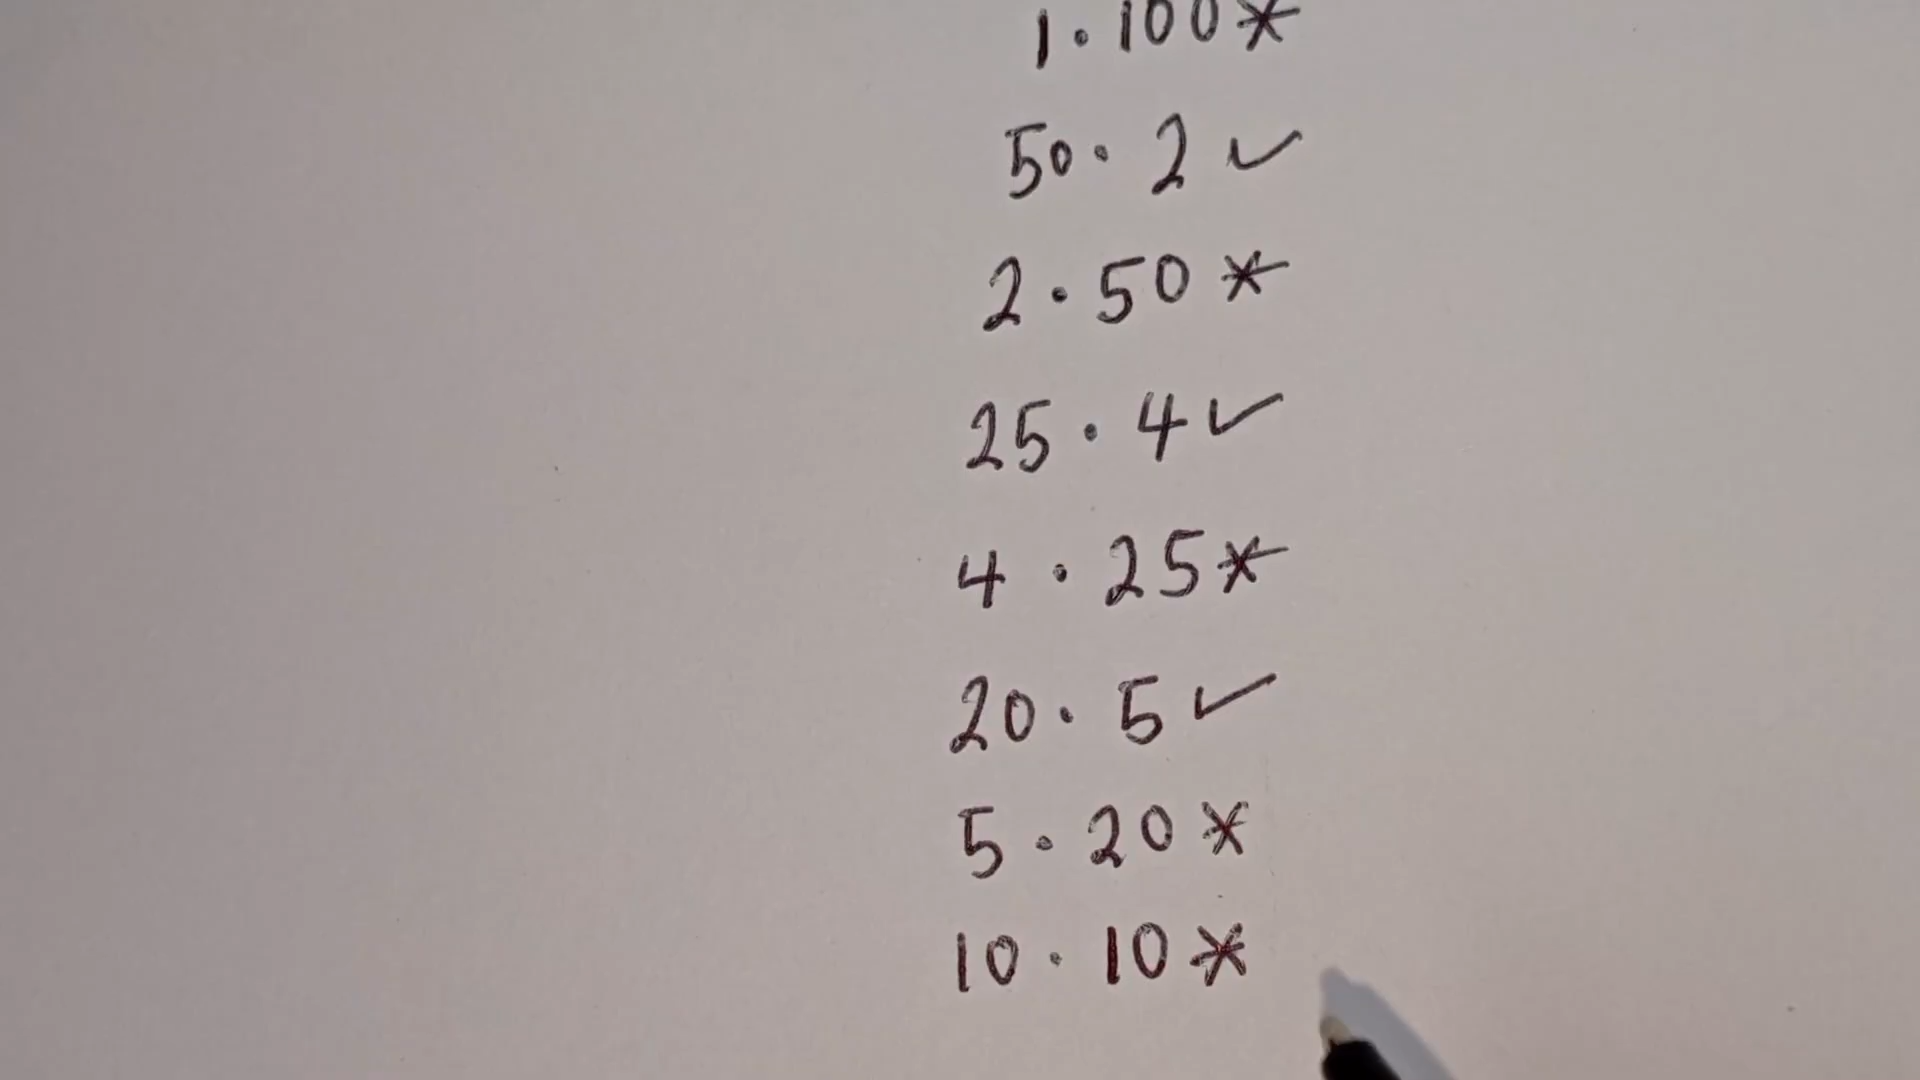 1 · 100 *
50 · 2 ✓
2 · 50 *
25 · 4 ✓
4 · 25 *
20 · 5 ✓
5 · 20 *
10 · 10 *